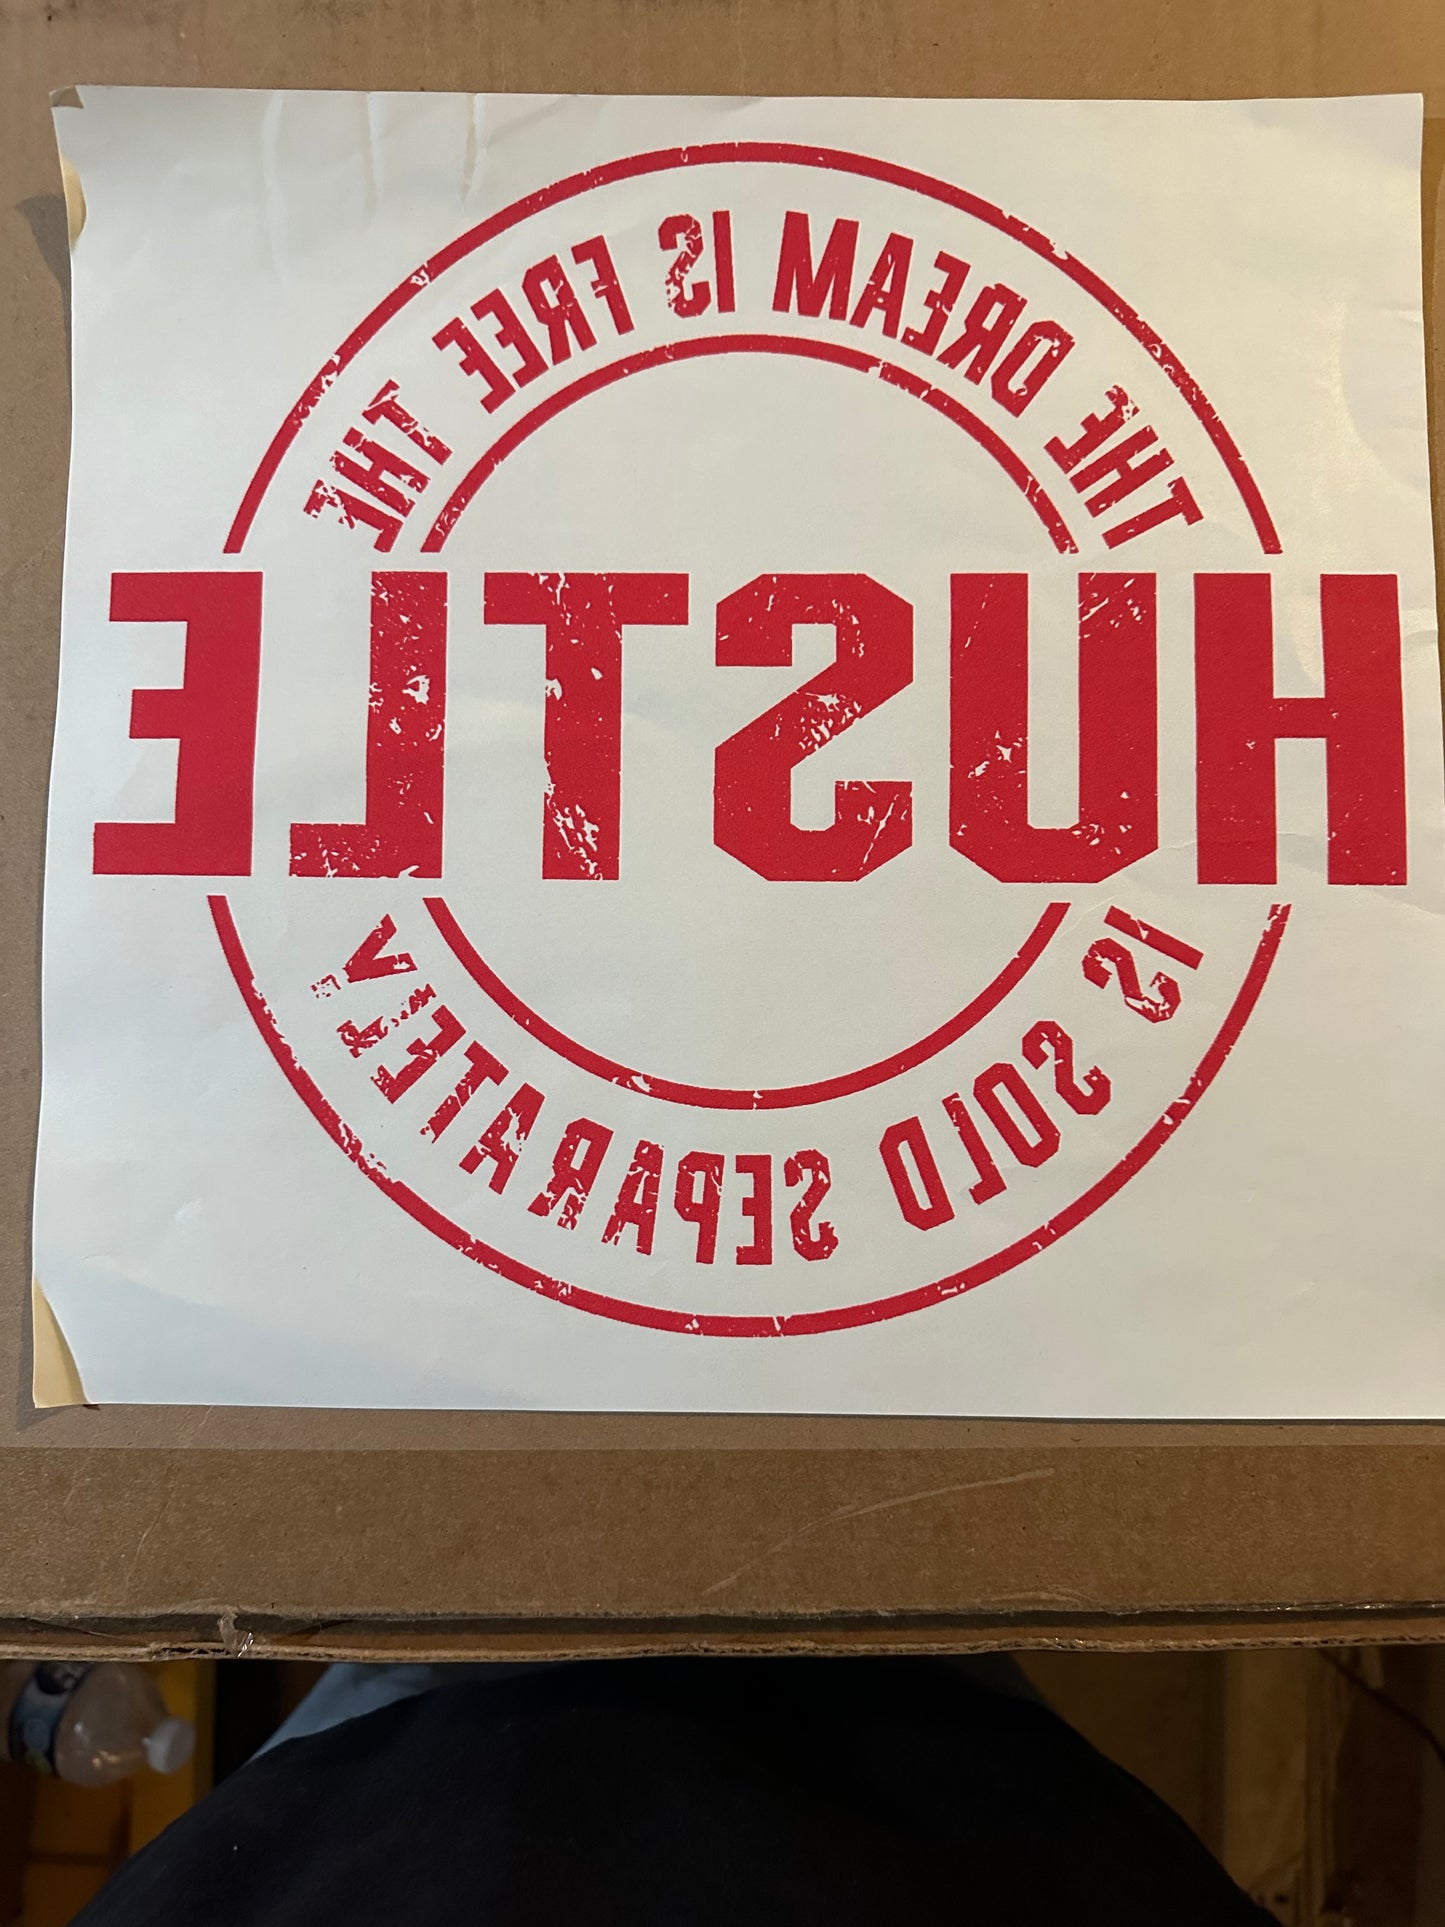 THE DREAM IS FREE THE
HUSTLE
IS SOLD SEPARATELY